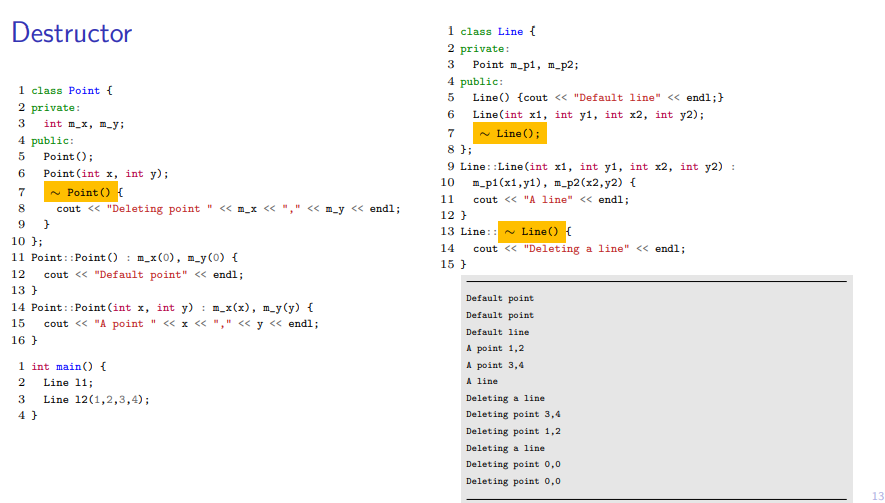 Destructor
1 class Point {
2 private:
3   int m_x, m_y;
4 public:
5   Point();
6   Point(int x, int y);
7   ~ Point() {
8     cout << "Deleting point " << m_x << "," << m_y << endl;
9   }
10 };
11 Point::Point() : m_x(0), m_y(0) {
12   cout << "Default point" << endl;
13 }
14 Point::Point(int x, int y) : m_x(x), m_y(y) {
15   cout << "A point " << x << "," << y << endl;
16 }
1 int main() {
2   Line l1;
3   Line l2(1,2,3,4);
4 }
1 class Line {
2 private:
3   Point m_p1, m_p2;
4 public:
5   Line() {cout << "Default line" << endl;}
6   Line(int x1, int y1, int x2, int y2);
7   ~ Line();
8 };
9 Line::Line(int x1, int y1, int x2, int y2) :
10   m_p1(x1,y1), m_p2(x2,y2) {
11   cout << "A line" << endl;
12 }
13 Line:: ~ Line() {
14   cout << "Deleting a line" << endl;
15 }
Default point
Default point
Default line
A point 1,2
A point 3,4
A line
Deleting a line
Deleting point 3,4
Deleting point 1,2
Deleting a line
Deleting point 0,0
Deleting point 0,0
13